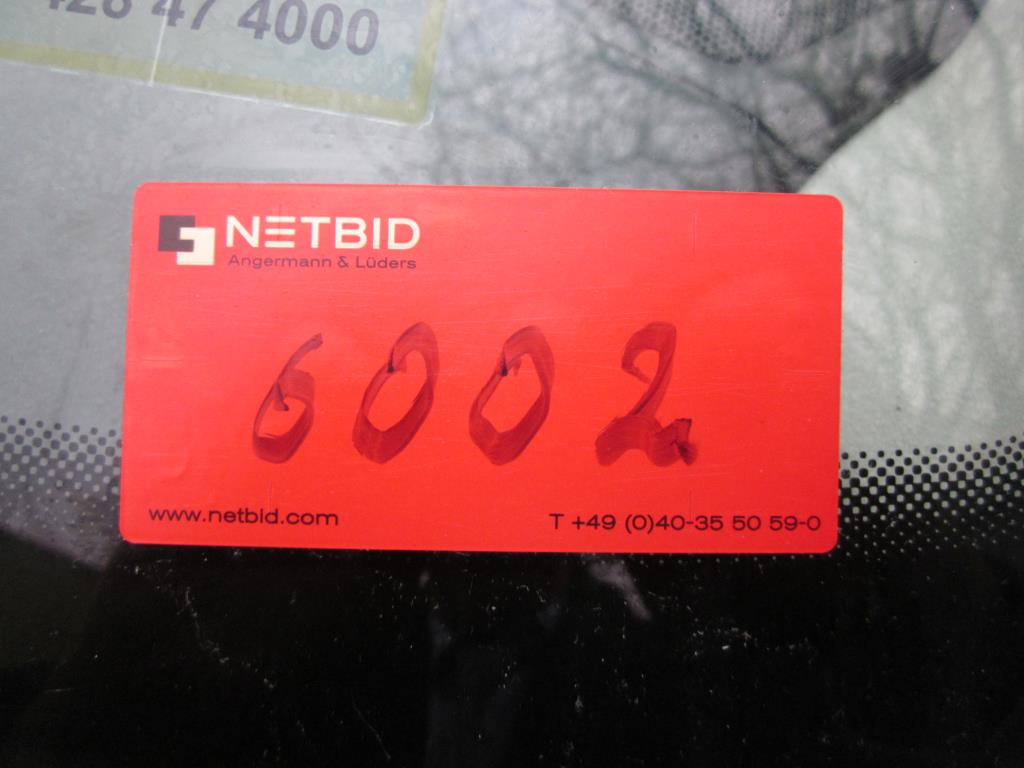 428 47 4000
NETBID
Angermann & Lüders
6002
www.netbid.com
T +49 (0)40-35 50 59-0